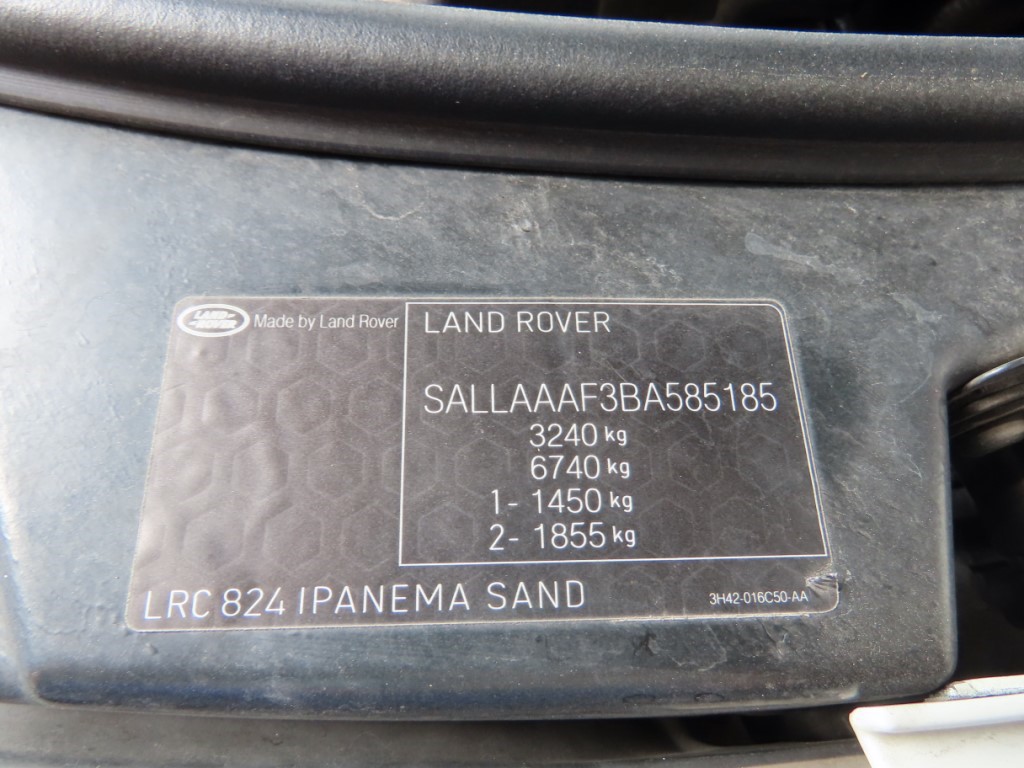 LAND ROVER
Made by Land Rover
LAND ROVER
SALLAAAF3BA585185
3240 kg
6740 kg
1- 1450 kg
2- 1855 kg
LRC 824 IPANEMA SAND
3H42-016C50-AA